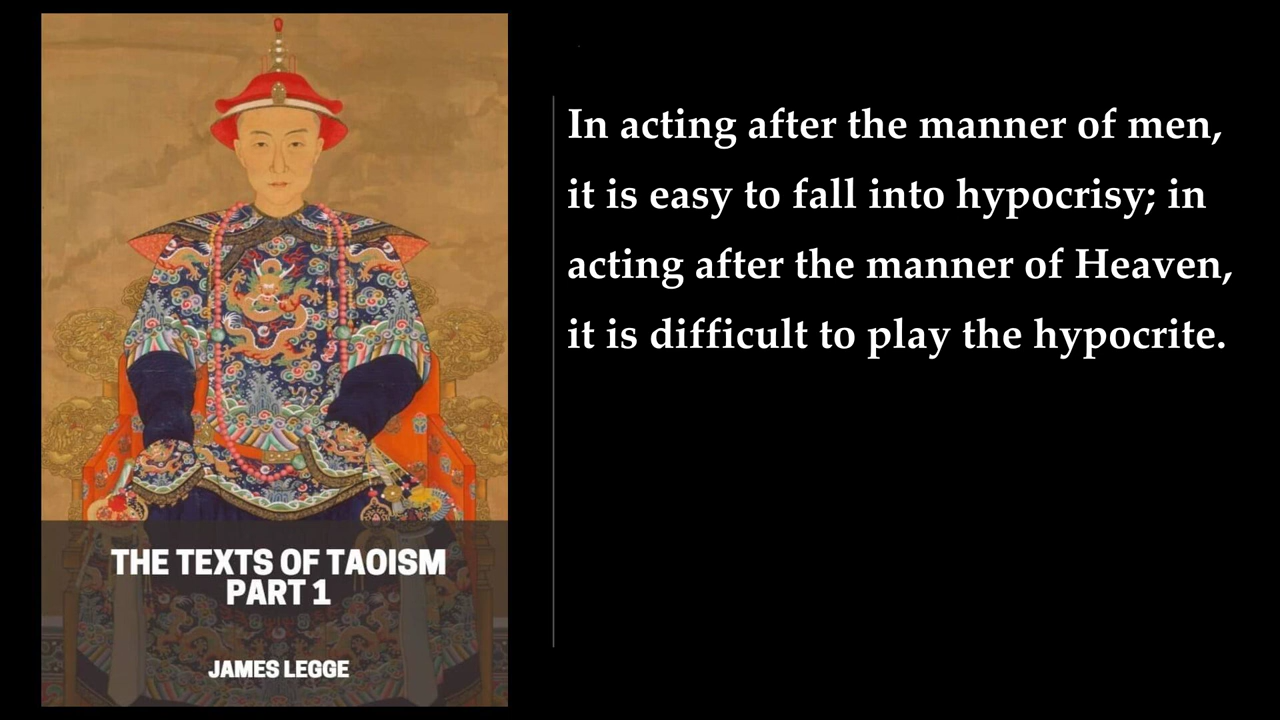 THE TEXTS OF TAOISM
PART 1
JAMES LEGGE
In acting after the manner of men,
it is easy to fall into hypocrisy; in
acting after the manner of Heaven,
it is difficult to play the hypocrite.